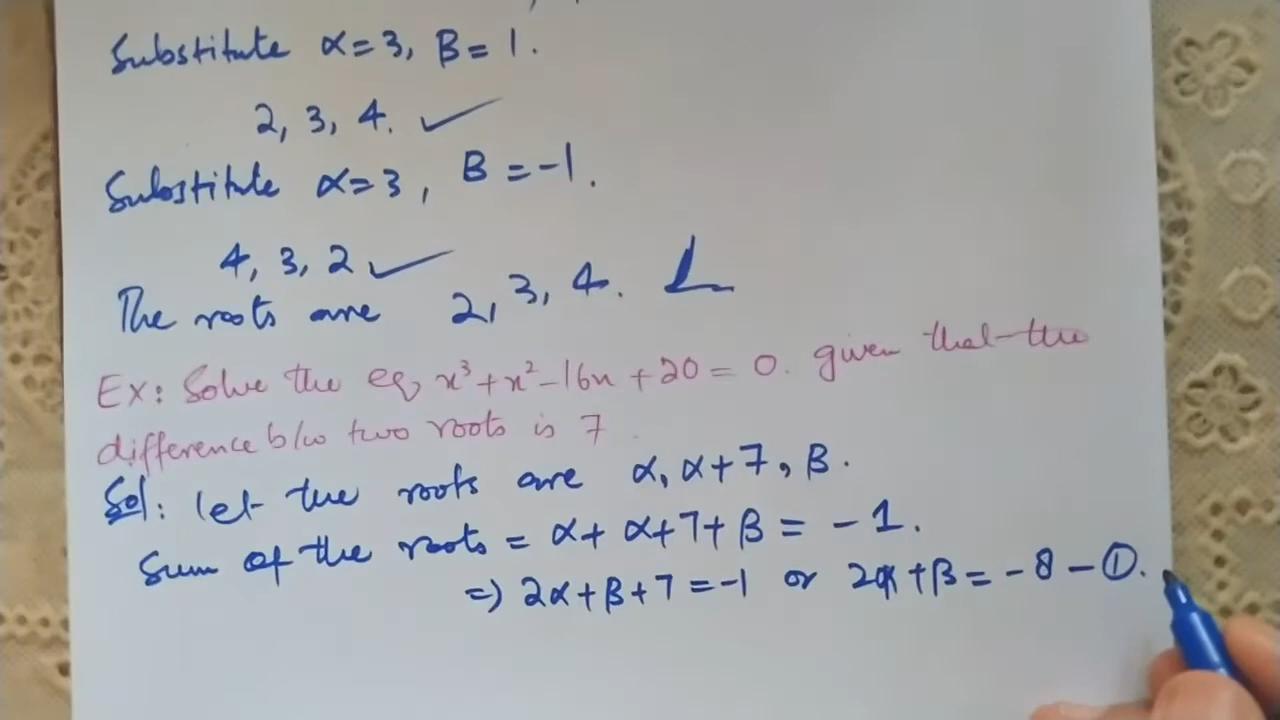 Substitute α=3, β=1.
2, 3, 4. ✓
Substitute α=3, β=-1.
4, 3, 2 ✓
The roots are 2, 3, 4.
Ex: Solve the eq x³+x²-16x+20=0. given that the
difference b/w two roots is 7.
Sol: let the roots are α, α+7, β.
Sum of the roots = α+α+7+β = -1.
=) 2α+β+7=-1 or 2α+β=-8-①.